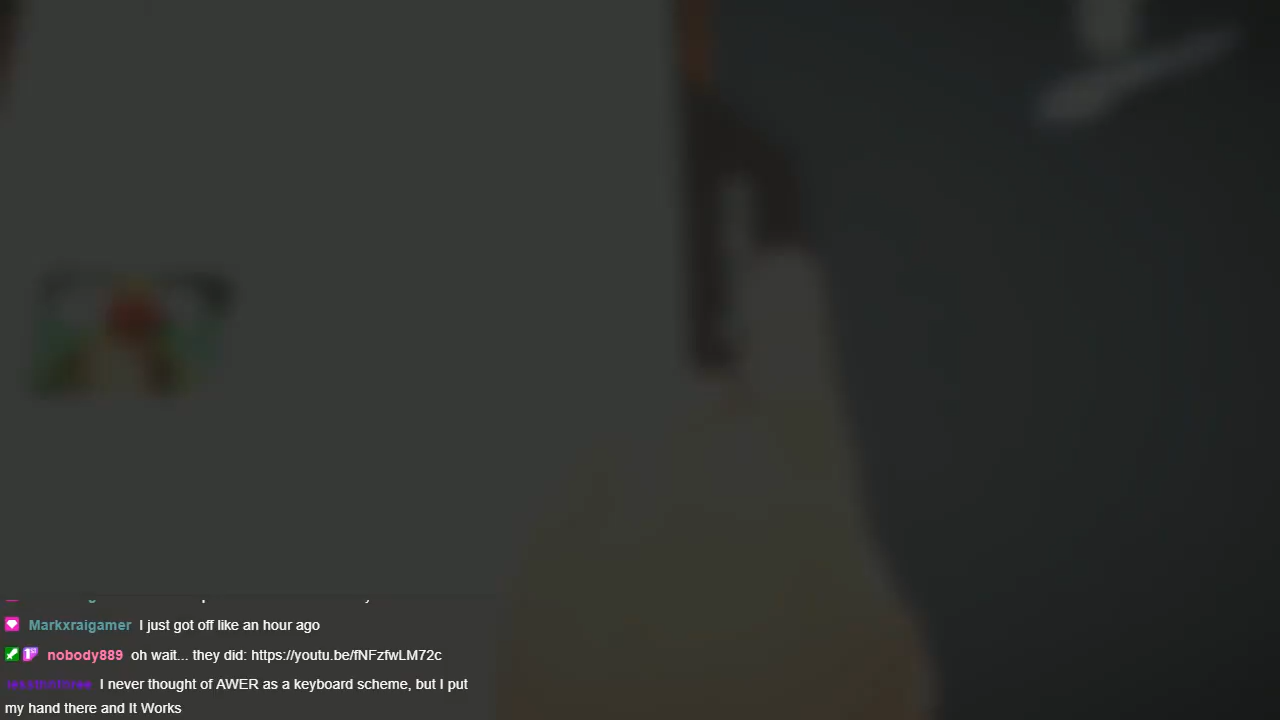 Markxraigamer I just got off like an hour ago
nobody889 oh wait... they did: https://youtu.be/fNFzfwLM72c
I never thought of AWER as a keyboard scheme, but I put
my hand there and It Works